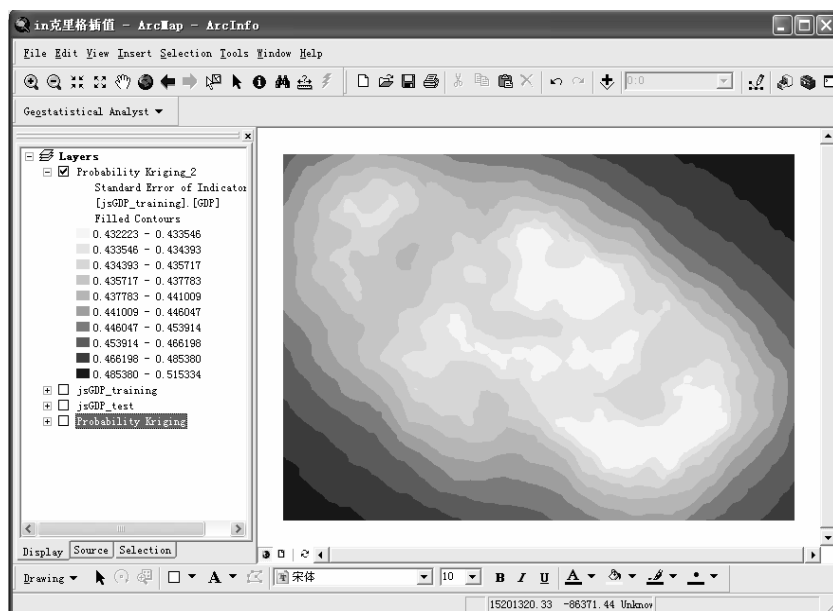 in克里格插值 - ArcMap - ArcInfo
File Edit View Insert Selection Tools Window Help
0:0
Geostatistical Analyst
Layers
Probability Kriging_2
Standard Error of Indicator
[jsGDP_training].[GDP]
Filled Contours
0.432223 - 0.433546
0.433546 - 0.434393
0.434393 - 0.435717
0.435717 - 0.437783
0.437783 - 0.441009
0.441009 - 0.446047
0.446047 - 0.453914
0.453914 - 0.466198
0.466198 - 0.485380
0.485380 - 0.515334
jsGDP_training
jsGDP_test
Probability Kriging
Display Source Selection
Drawing A 宋体 10 B I U A
15201320.33 -86371.44 Unknow